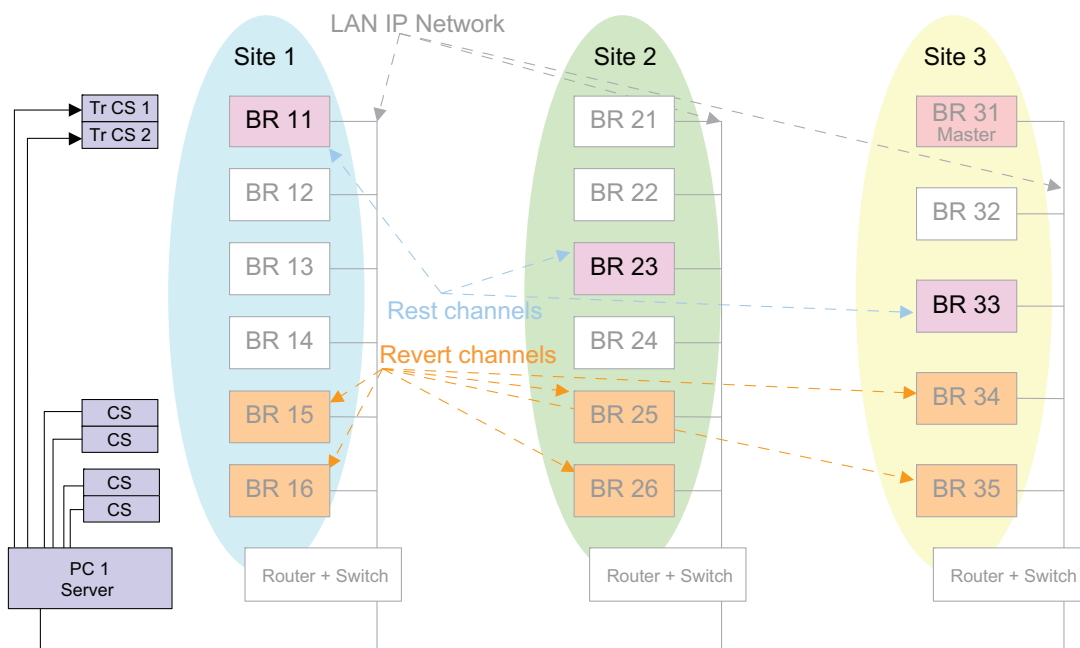 LAN IP Network
Site 1
Site 2
Site 3
Tr CS 1
Tr CS 2
BR 11
BR 21
BR 31
Master
BR 12
BR 22
BR 32
BR 13
BR 23
BR 33
Rest channels
BR 14
BR 24
Revert channels
BR 34
CS
CS
BR 15
BR 25
CS
CS
BR 16
BR 26
BR 35
PC 1
Server
Router + Switch
Router + Switch
Router + Switch